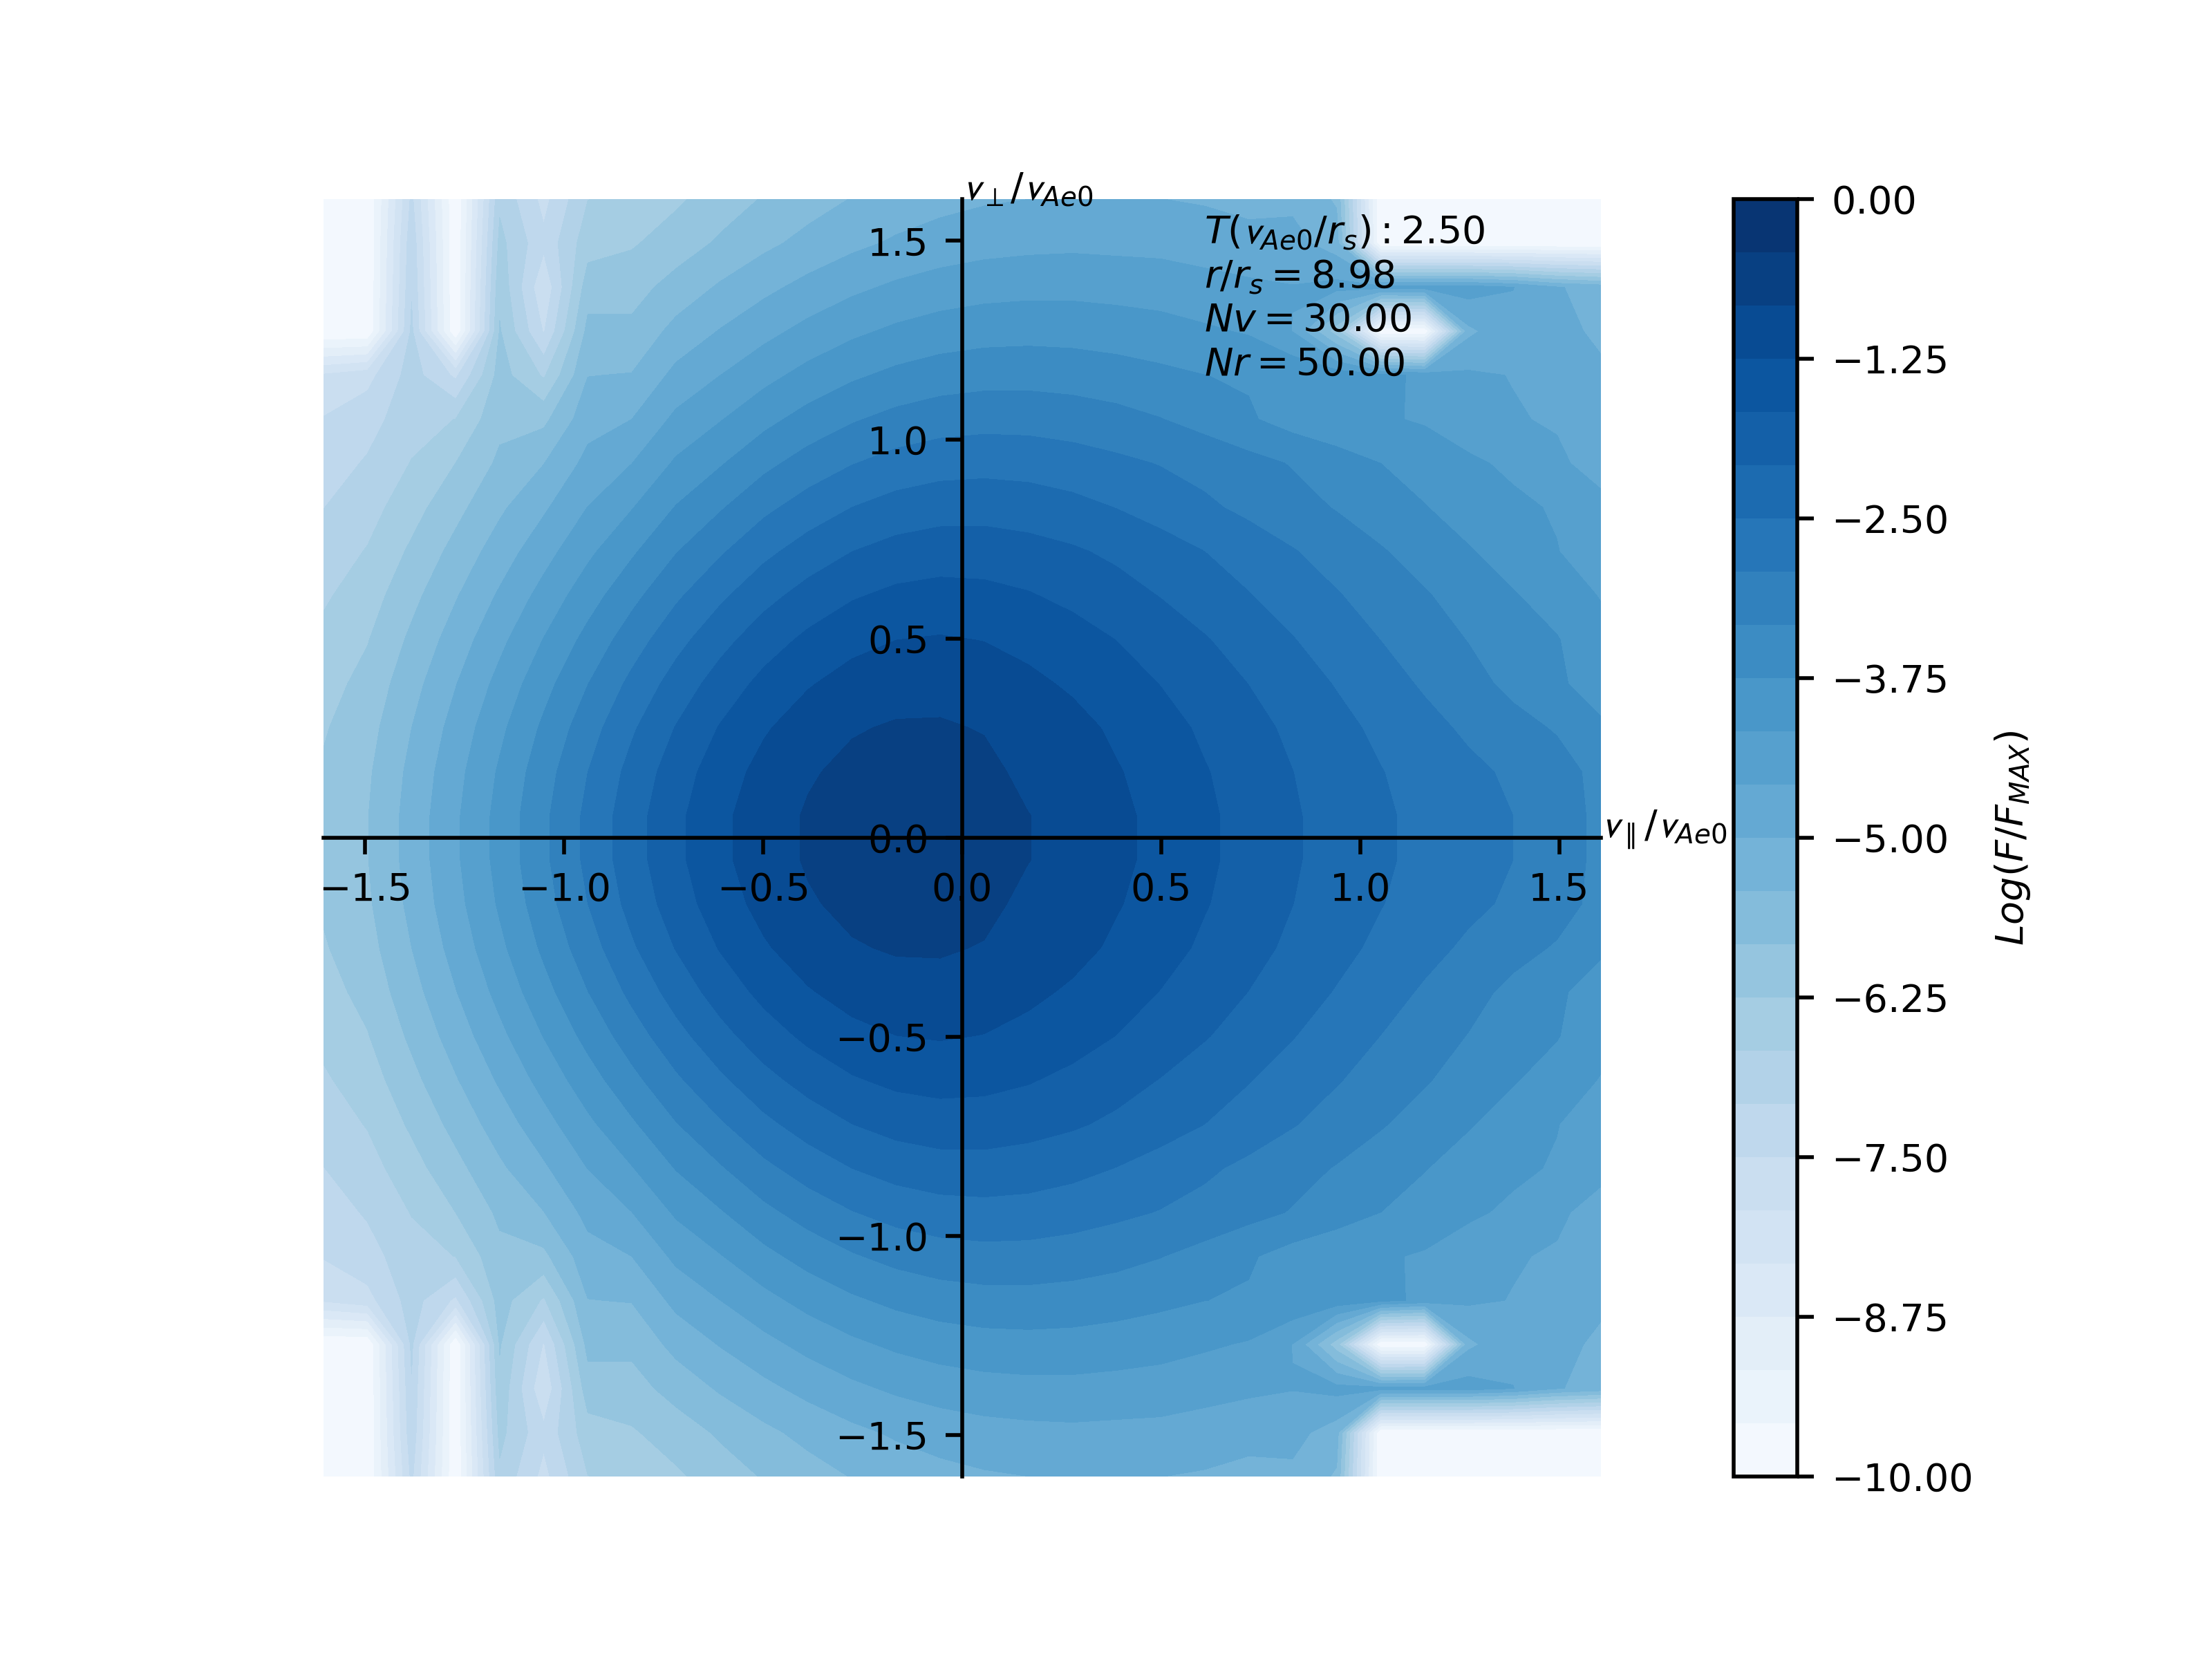 v⊥/vAe0
T(vAe0/rs) : 2.50
r/rs = 8.98
Nv = 30.00
Nr = 50.00
1.5
1.0
0.5
0.0
−0.5
−1.0
−1.5
−1.5 −1.0 −0.5 0.0 0.5 1.0 1.5
v∥/vAe0
0.00
−1.25
−2.50
−3.75
−5.00
−6.25
−7.50
−8.75
−10.00
Log(F/FMAX)